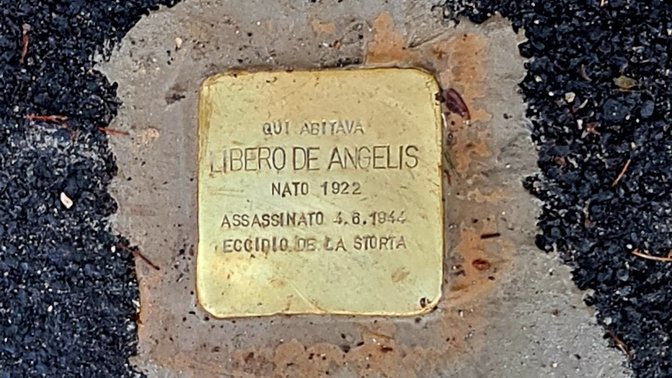 QUI ABITAVA
LIBERO DE ANGELIS
NATO 1922
ASSASSINATO 4.6.1944
ECCIDIO DE LA STORTA